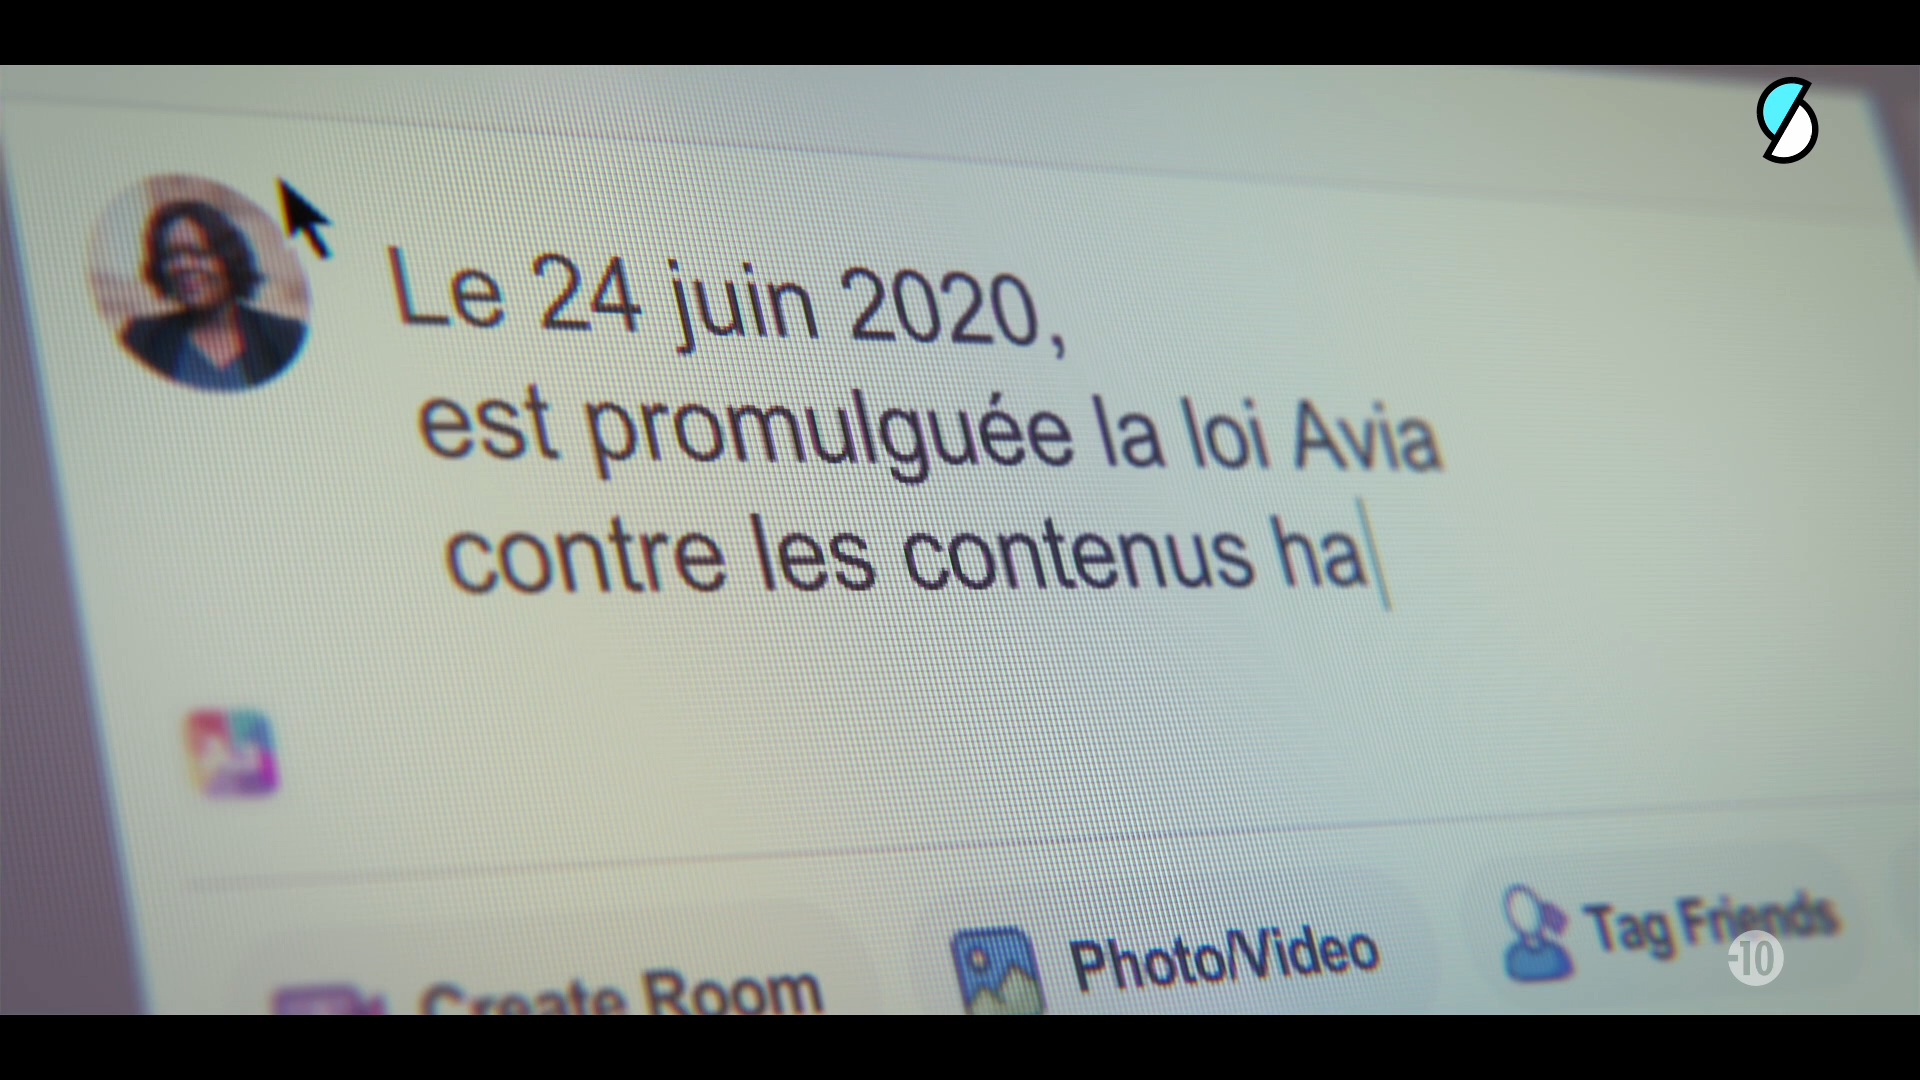 Le 24 juin 2020,
est promulguée la loi Avia
contre les contenus ha
Create Room
Photo/Video
Tag Friends
-10